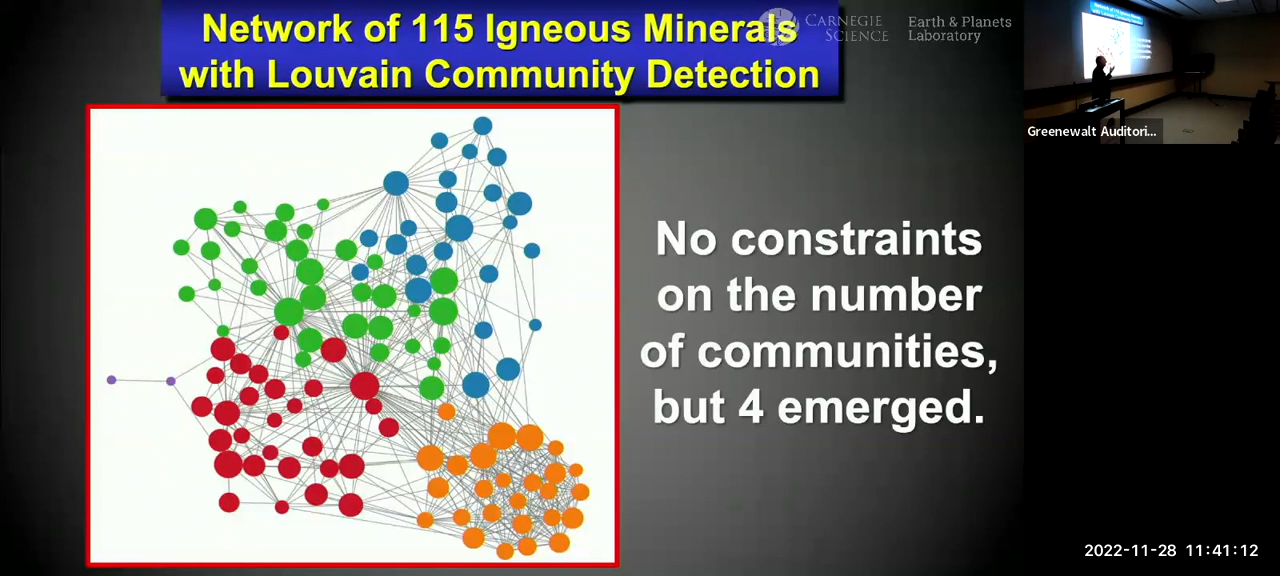 Network of 115 Igneous Minerals
with Louvain Community Detection
CARNEGIE
SCIENCE
Earth & Planets
Laboratory
Greenewalt Auditori...
No constraints
on the number
of communities,
but 4 emerged.
2022-11-28 11:41:12